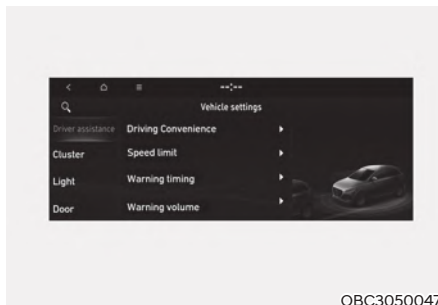 --:--
Vehicle settings
Driver assistance
Driving Convenience
Cluster
Speed limit
Light
Warning timing
Door
Warning volume
OBC3050047